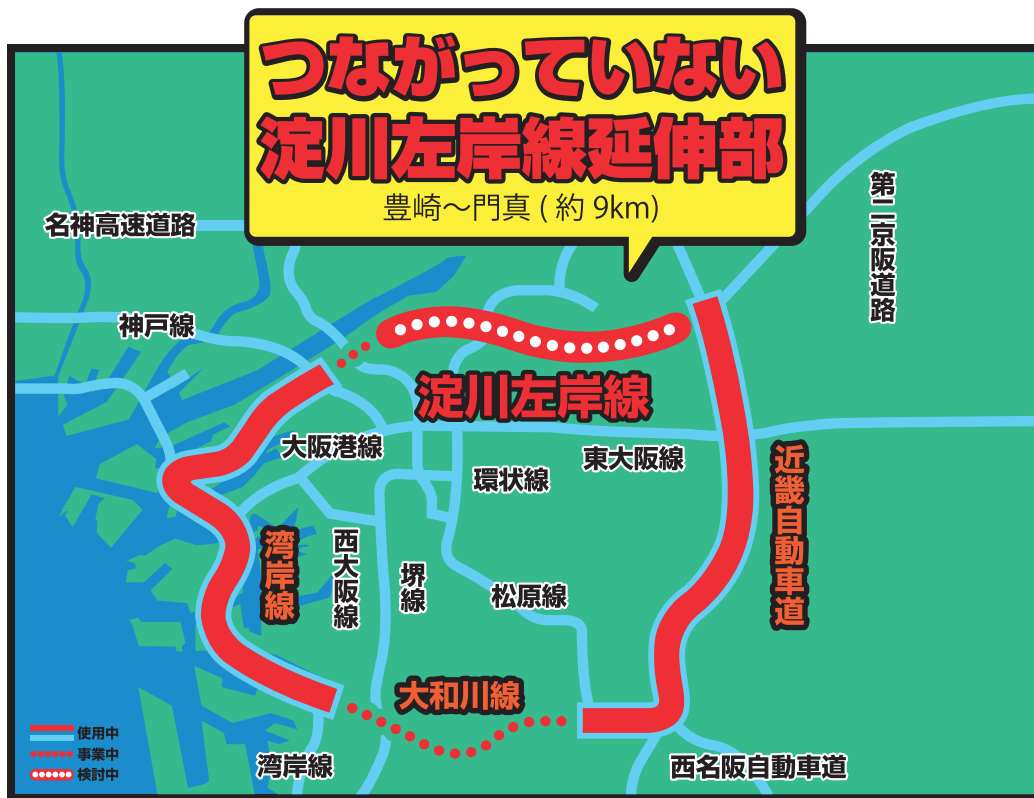 つながっていない
淀川左岸線延伸部
豊崎～門真 ( 約 9km)
第二京阪道路
名神高速道路
神戸線
淀川左岸線
大阪港線
東大阪線
環状線
近畿自動車道
湾岸線
西大阪線
堺線
松原線
大和川線
使用中
事業中
検討中
湾岸線
西名阪自動車道